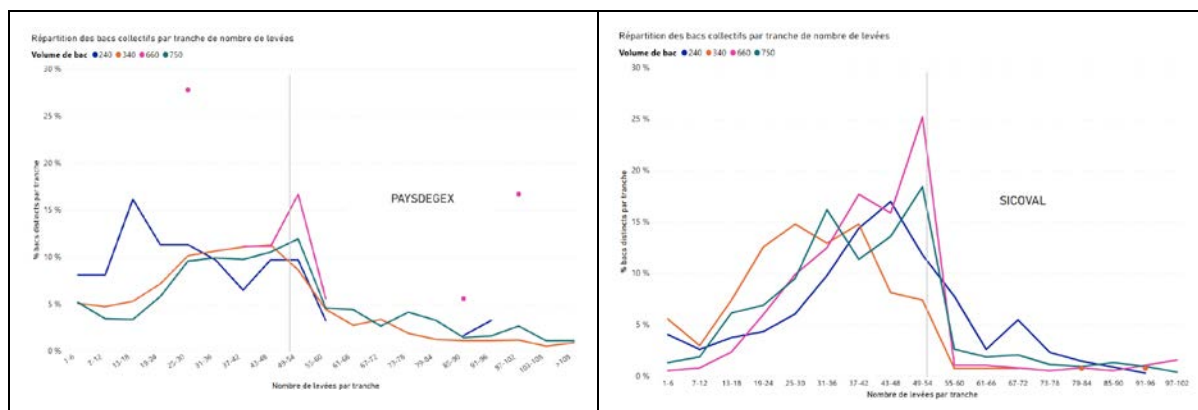 Répartition des bacs collectifs par tranche de nombre de levées
Volume de bac 240 340 660 750
30 %
25 %
20 %
15 %
10 %
5 %
0 %
% bacs distincts par tranche
PAYSDEGEX
1-6 7-12 13-18 19-24 25-30 31-36 37-42 43-48 49-54 55-60 61-66 67-72 73-78 79-84 85-90 91-96 97-102 103-108 >108
Nombre de levées par tranche
Répartition des bacs collectifs par tranche de nombre de levées
Volume de bac 240 340 660 750
30 %
25 %
20 %
15 %
10 %
5 %
0 %
% bacs distincts par tranche
SICOVAL
1-6 7-12 13-18 19-24 25-30 31-36 37-42 43-48 49-54 55-60 61-66 67-72 73-78 79-84 85-90 91-96 97-102
Nombre de levées par tranche